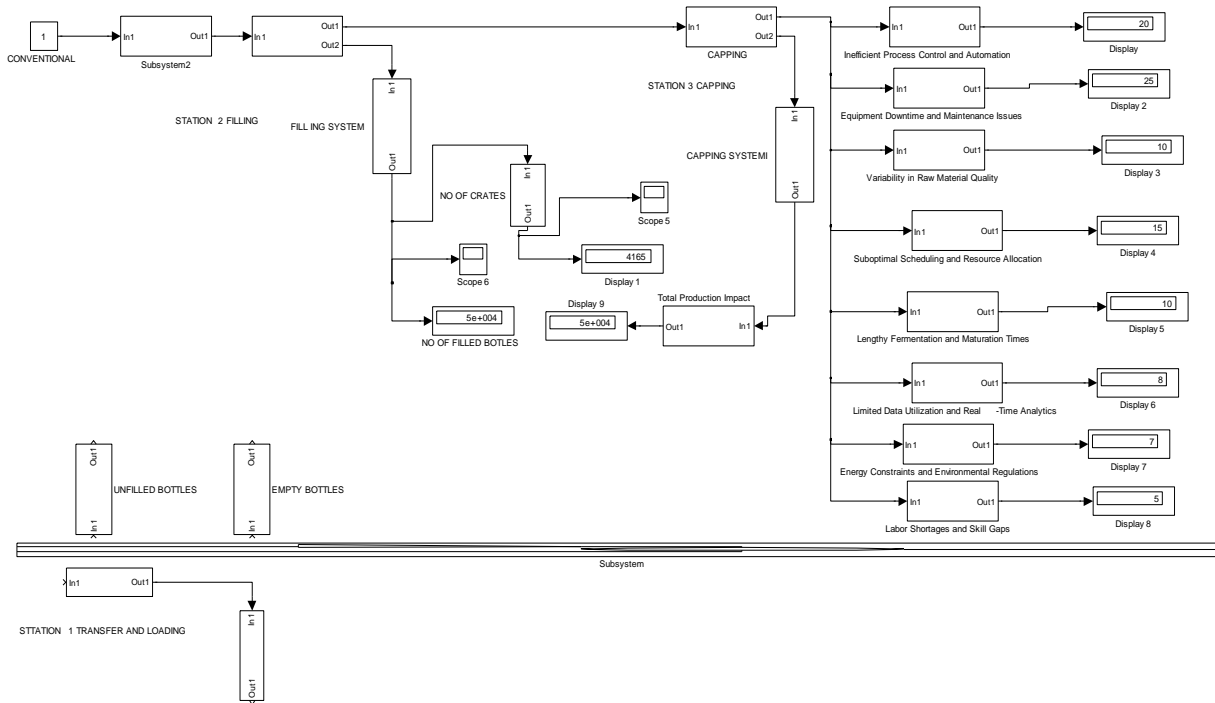 1
CONVENTIONAL
In1
Out1
Subsystem2
In1
Out1
Out2
In1
Out1
Out2
CAPPING
In1
Out1
Inefficient Process Control and Automation
20
Display
STATION 3 CAPPING
In1
Out1
Equipment Downtime and Maintenance Issues
25
Display 2
STATION 2 FILLING
In1
Out1
FILL ING SYSTEM
In1
Out1
CAPPING SYSTEMI
In1
Out1
Variability in Raw Material Quality
10
Display 3
In1
Out1
NO OF CRATES
Scope 5
In1
Out1
Suboptimal Scheduling and Resource Allocation
15
Display 4
Scope 6
4165
Display 1
In1
Out1
Lengthy Fermentation and Maturation Times
10
Display 5
5e+004
NO OF FILLED BOTLES
Display 9
5e+004
Total Production Impact
Out1
In1
In1
Out1
Limited Data Utilization and Real -Time Analytics
8
Display 6
Out1
In1
UNFILLED BOTTLES
Out1
In1
EMPTY BOTTLES
In1
Out1
Energy Constraints and Environmental Regulations
7
Display 7
In1
Out1
Labor Shortages and Skill Gaps
5
Display 8
Subsystem
In1
Out1
STTATION 1 TRANSFER AND LOADING
In1
Out1